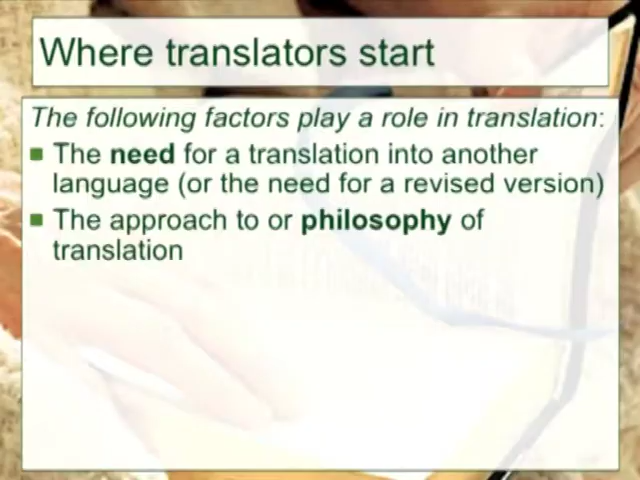 Where translators start
The following factors play a role in translation:
The need for a translation into another
language (or the need for a revised version)
The approach to or philosophy of
translation